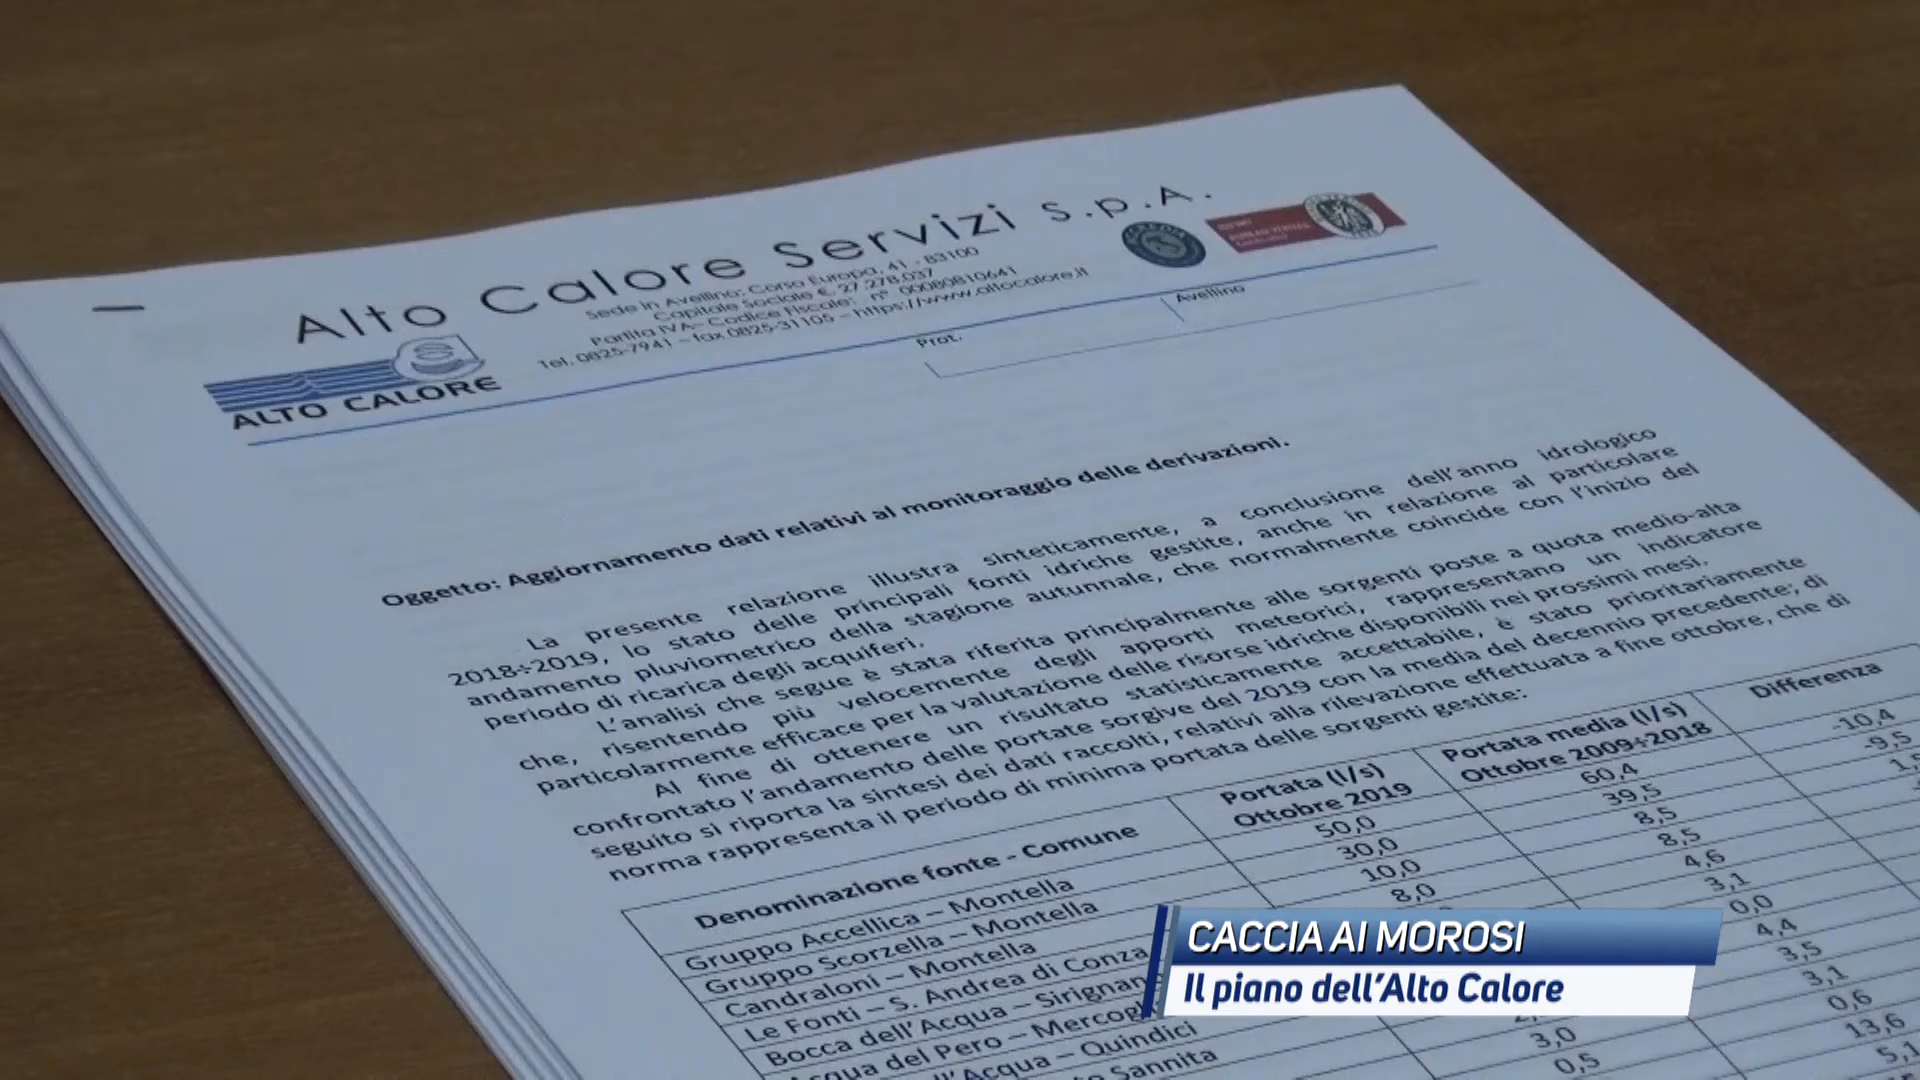 Alto Calore Servizi s.p.A.
Sede in Avellino: Corso Europa, 41 - 83100
Capitale Sociale €. 27.278.037
Partita IVA– Codice Fiscale: n° 00080810641
Tel. 0825-7941 – fax 0825-31105 – https://www.altocalore.it
ALTO CALORE
Prot.
Avellino
Oggetto: Aggiornamento dati relativi al monitoraggio delle derivazioni.
La presente relazione illustra sinteticamente, a conclusione dell'anno idrologico
2018÷2019, lo stato delle principali fonti idriche gestite, anche in relazione al particolare
andamento pluviometrico della stagione autunnale, che normalmente coincide con l'inizio del
periodo di ricarica degli acquiferi.
L'analisi che segue è stata riferita principalmente alle sorgenti poste a quota medio-alta
che, risentendo più velocemente degli apporti meteorici, rappresentano un indicatore
particolarmente efficace per la valutazione delle risorse idriche disponibili nei prossimi mesi.
Al fine di ottenere un risultato statisticamente accettabile, è stato prioritariamente
confrontato l'andamento delle portate sorgive del 2019 con la media del decennio precedente; di
seguito si riporta la sintesi dei dati raccolti, relativi alla rilevazione effettuata a fine ottobre, che di
norma rappresenta il periodo di minima portata delle sorgenti gestite:
Denominazione fonte - Comune
Portata (l/s)
Ottobre 2019
Portata media (l/s)
Ottobre 2009÷2018
Differenza
Gruppo Accellica – Montella
50,0
60,4
-10,4
Gruppo Scorzella – Montella
30,0
39,5
-9,5
Candraloni – Montella
10,0
8,5
Le Fonti – S. Andrea di Conza
8,0
8,5
Bocca dell'Acqua –
4,6
del Pero –
3,1
– Quindici
0,0
Sannita
4,4
3,5
3,1
3,0
0,6
0,5
13,6
CACCIA AI MOROSI
Il piano dell'Alto Calore